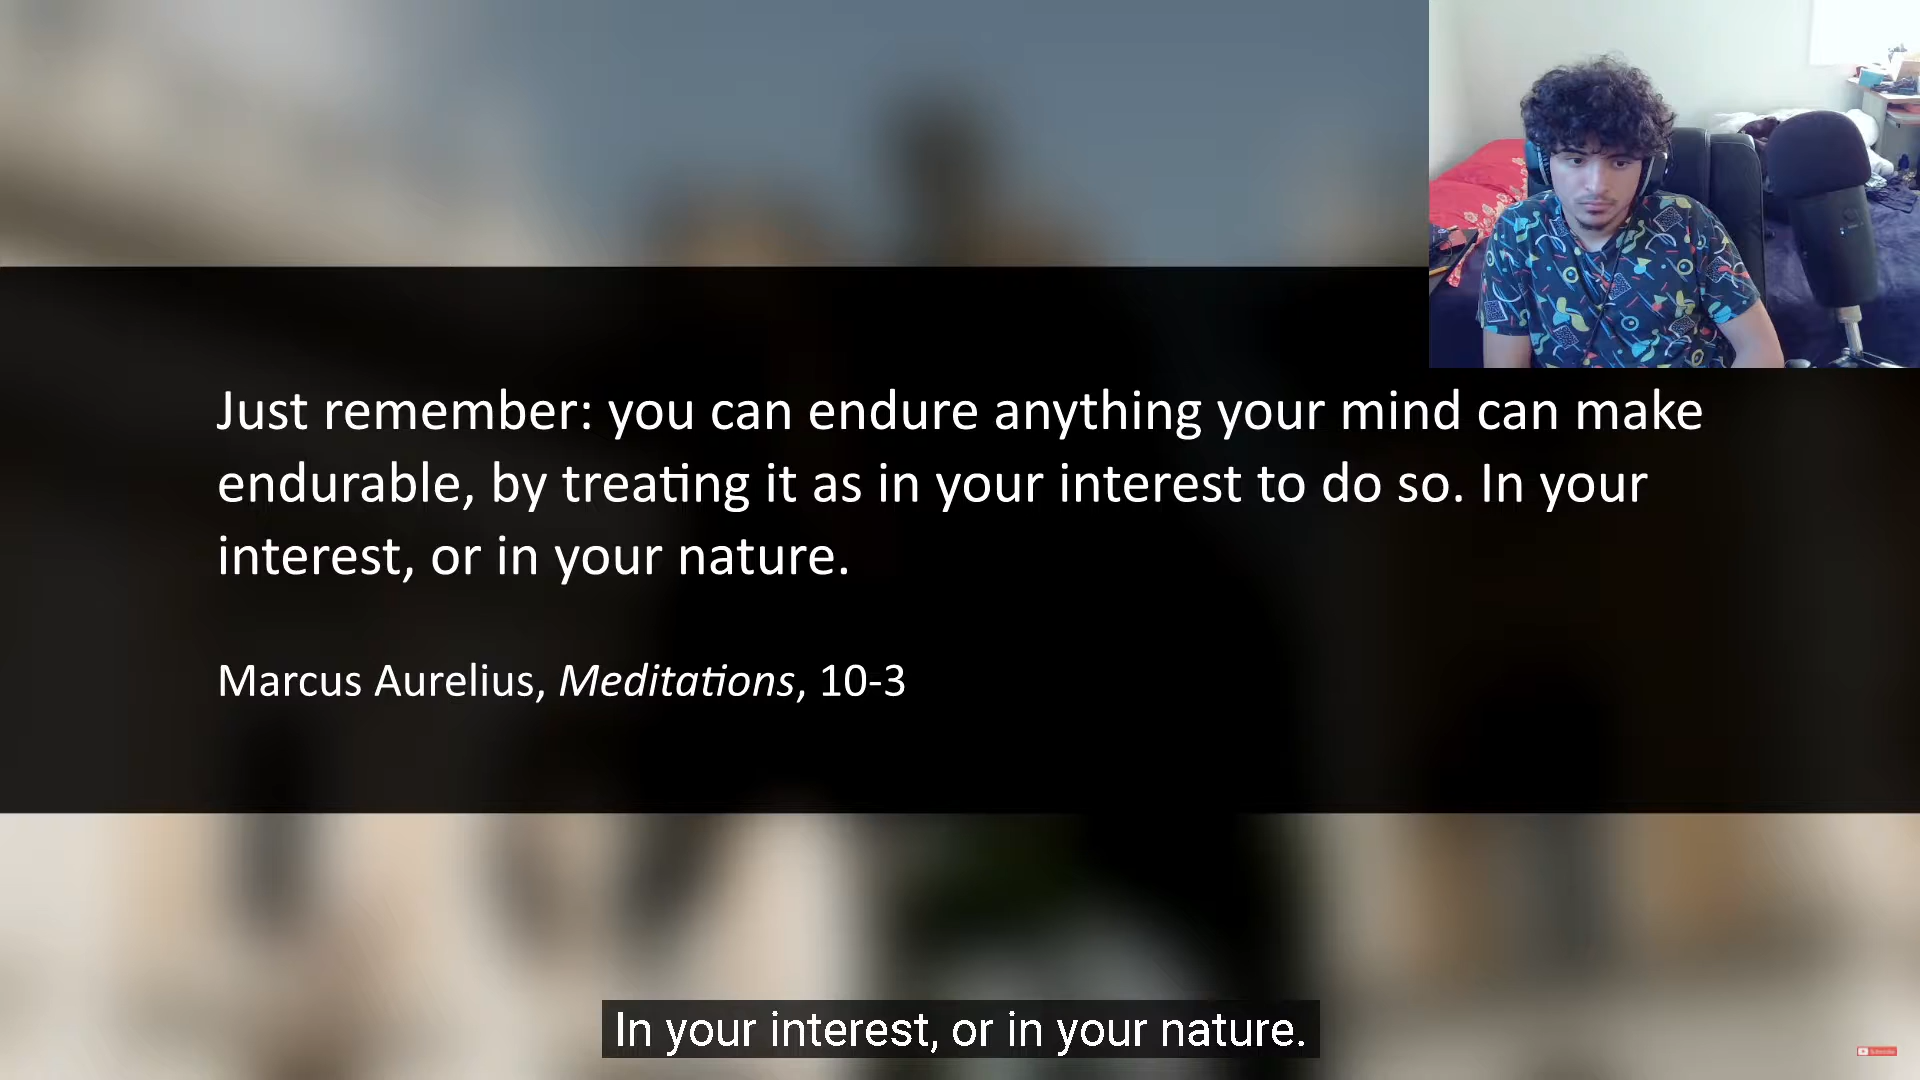 Just remember: you can endure anything your mind can make
endurable, by treating it as in your interest to do so. In your
interest, or in your nature.
Marcus Aurelius, Meditations, 10-3
In your interest, or in your nature.
Subscribe